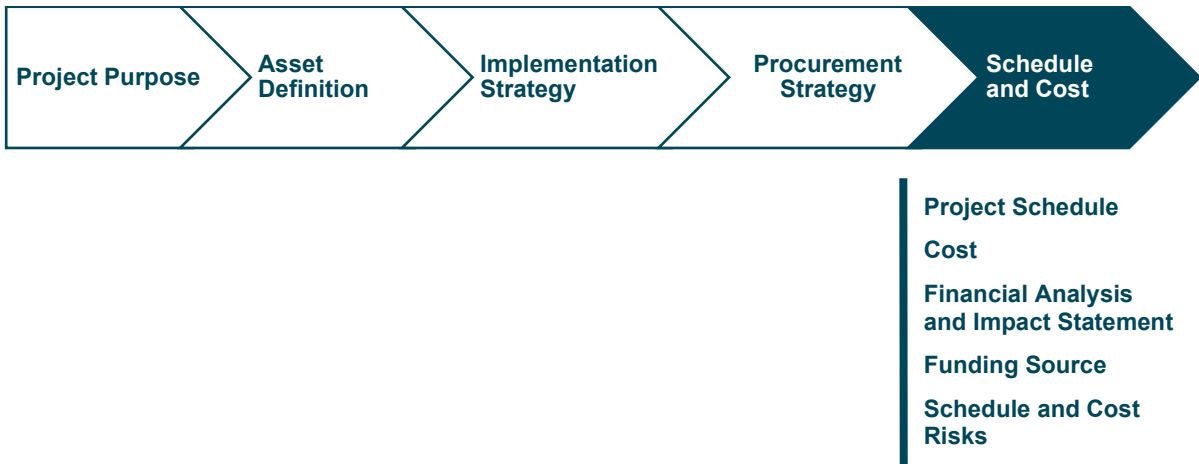 Project Purpose
Asset
Definition
Implementation
Strategy
Procurement
Strategy
Schedule
and Cost
Project Schedule
Cost
Financial Analysis
and Impact Statement
Funding Source
Schedule and Cost
Risks